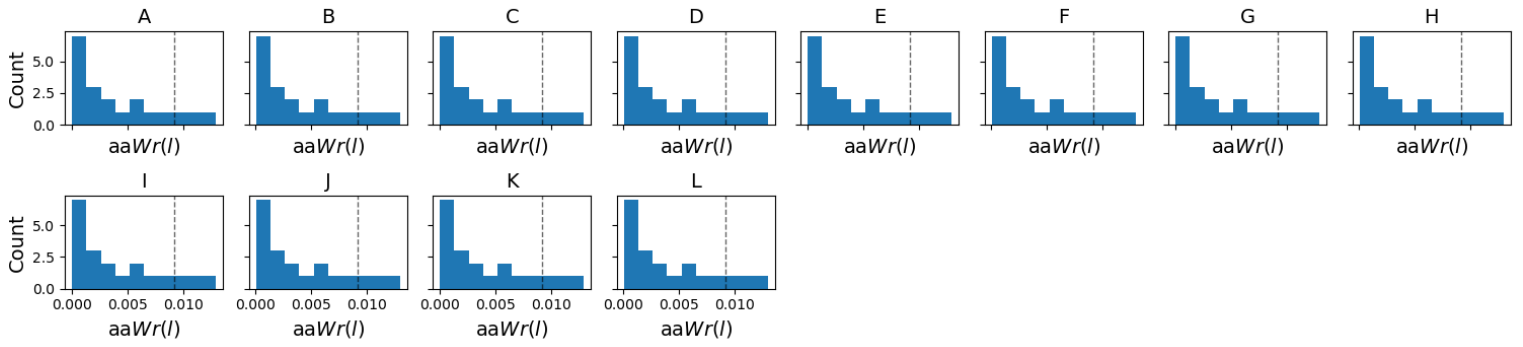 A B C D E F G H
Count
5.0
2.5
0.0
aaWr(l) aaWr(l) aaWr(l) aaWr(l) aaWr(l) aaWr(l) aaWr(l) aaWr(l)
I J K L
Count
5.0
2.5
0.0
0.000 0.005 0.010 0.000 0.005 0.010 0.000 0.005 0.010 0.000 0.005 0.010
aaWr(l) aaWr(l) aaWr(l) aaWr(l)